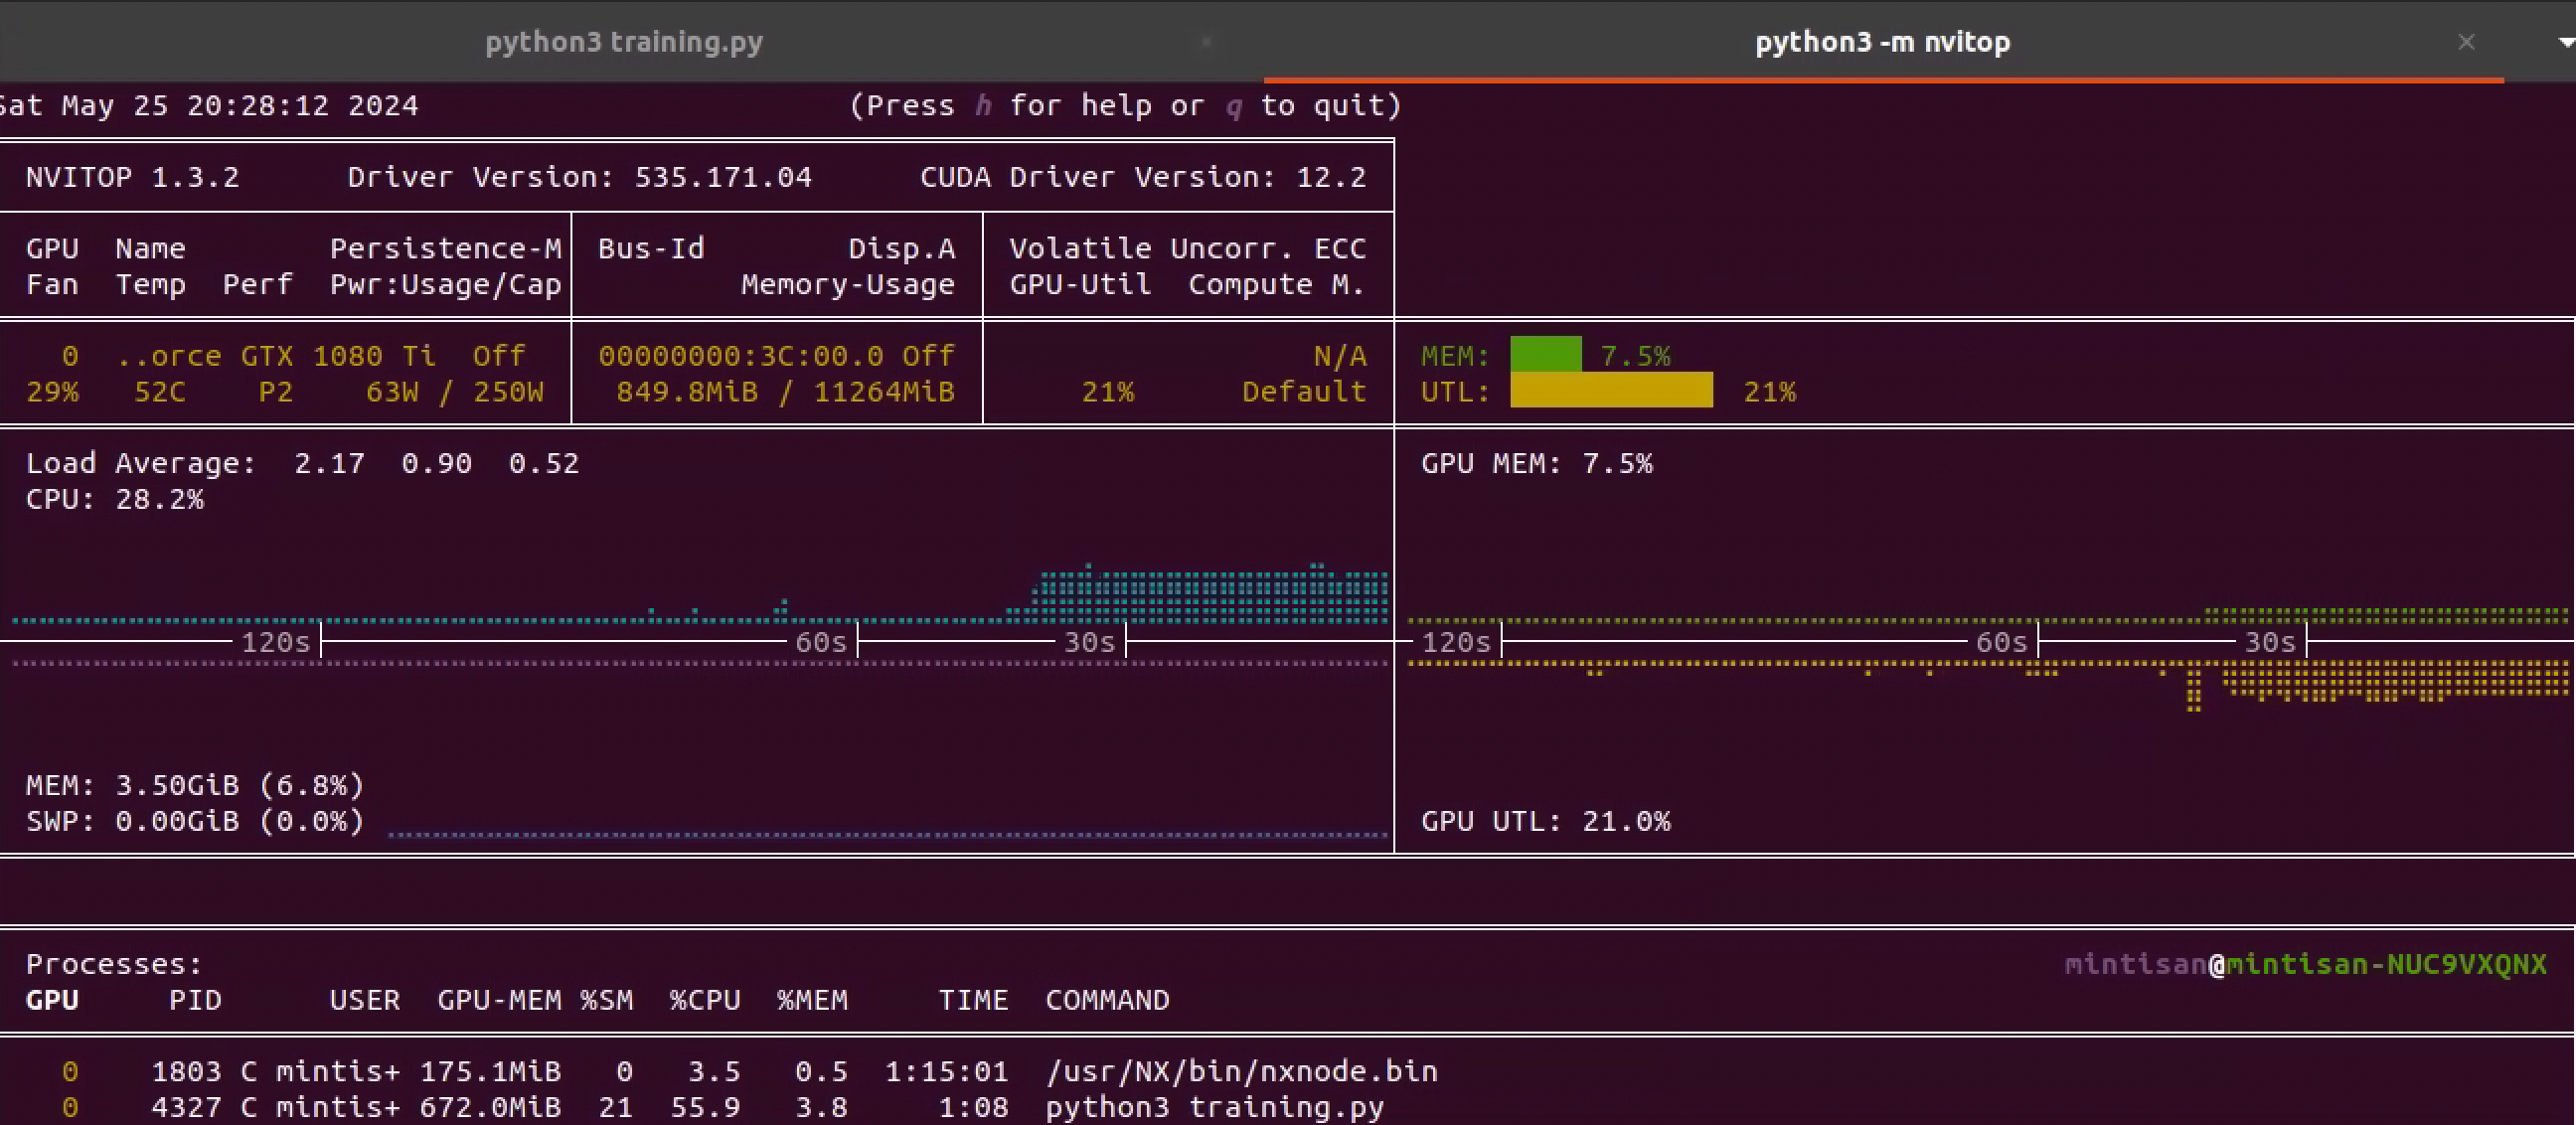 python3 training.py × python3 -m nvitop ×
Sat May 25 20:28:12 2024 (Press h for help or q to quit)
NVITOP 1.3.2 Driver Version: 535.171.04 CUDA Driver Version: 12.2
GPU Name Persistence-M Bus-Id Disp.A Volatile Uncorr. ECC
Fan Temp Perf Pwr:Usage/Cap Memory-Usage GPU-Util Compute M.
0 ..orce GTX 1080 Ti Off 00000000:3C:00.0 Off N/A MEM: 7.5%
29% 52C P2 63W / 250W 849.8MiB / 11264MiB 21% Default UTL: 21%
Load Average: 2.17 0.90 0.52 GPU MEM: 7.5%
CPU: 28.2%
120s 60s 30s 120s 60s 30s
MEM: 3.50GiB (6.8%)
SWP: 0.00GiB (0.0%) GPU UTL: 21.0%
Processes: mintisan@mintisan-NUC9VXQNX
GPU PID USER GPU-MEM %SM %CPU %MEM TIME COMMAND
0 1803 C mintis+ 175.1MiB 0 3.5 0.5 1:15:01 /usr/NX/bin/nxnode.bin
0 4327 C mintis+ 672.0MiB 21 55.9 3.8 1:08 python3 training.py